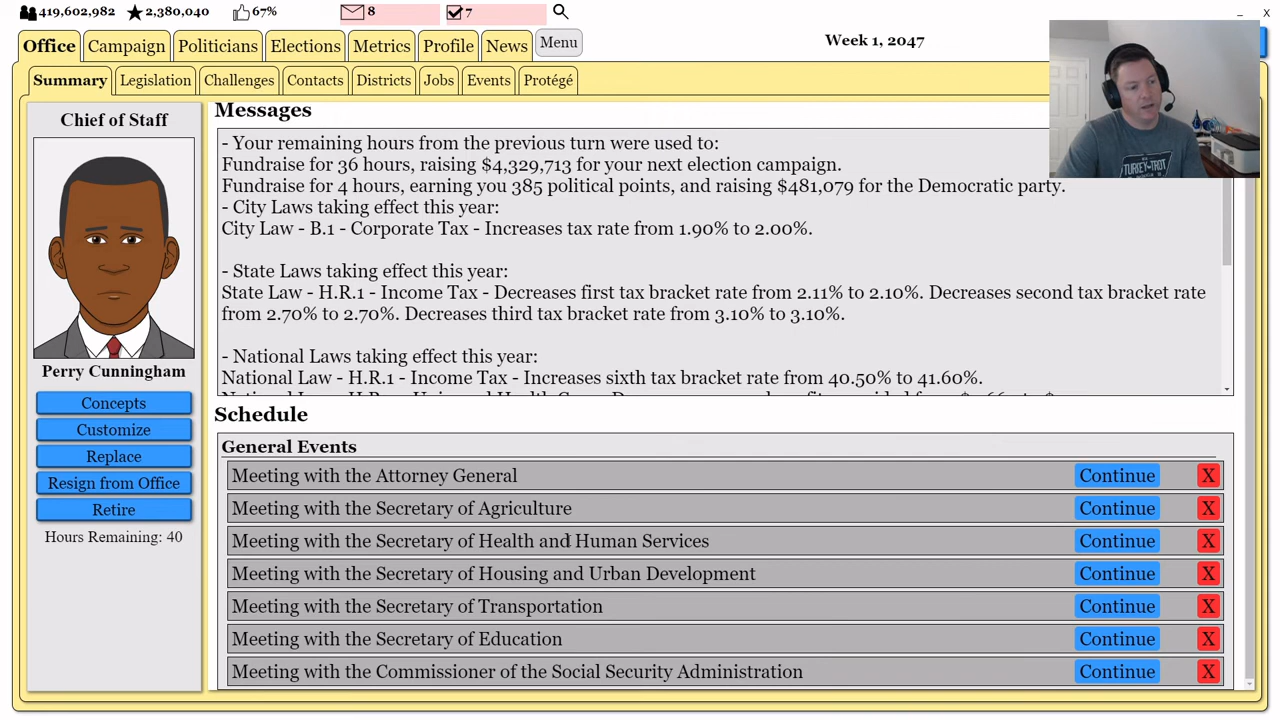 419,602,982 2,380,040 67% 8 7
_ X
Office Campaign Politicians Elections Metrics Profile News Menu
Week 1, 2047
Summary Legislation Challenges Contacts Districts Jobs Events Protégé
Chief of Staff
Perry Cunningham
Concepts
Customize
Replace
Resign from Office
Retire
Hours Remaining: 40
Messages
- Your remaining hours from the previous turn were used to:
Fundraise for 36 hours, raising $4,329,713 for your next election campaign.
Fundraise for 4 hours, earning you 385 political points, and raising $481,079 for the Democratic party.
- City Laws taking effect this year:
City Law - B.1 - Corporate Tax - Increases tax rate from 1.90% to 2.00%.
- State Laws taking effect this year:
State Law - H.R.1 - Income Tax - Decreases first tax bracket rate from 2.11% to 2.10%. Decreases second tax bracket rate
from 2.70% to 2.70%. Decreases third tax bracket rate from 3.10% to 3.10%.
- National Laws taking effect this year:
National Law - H.R.1 - Income Tax - Increases sixth tax bracket rate from 40.50% to 41.60%.
Schedule
General Events
Meeting with the Attorney General Continue X
Meeting with the Secretary of Agriculture Continue X
Meeting with the Secretary of Health and Human Services Continue X
Meeting with the Secretary of Housing and Urban Development Continue X
Meeting with the Secretary of Transportation Continue X
Meeting with the Secretary of Education Continue X
Meeting with the Commissioner of the Social Security Administration Continue X
TURKEY TROT